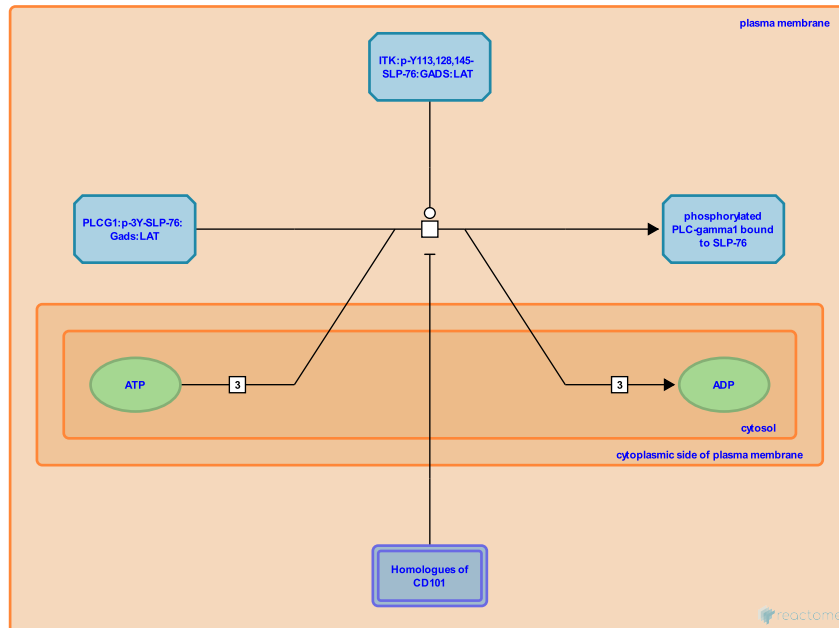 plasma membrane
ITK:p-Y113,128,145-
SLP-76:GADS:LAT
PLCG1:p-3Y-SLP-76:
Gads:LAT
phosphorylated
PLC-gamma1 bound
to SLP-76
ATP
3
3
ADP
cytosol
cytoplasmic side of plasma membrane
Homologues of
CD101
reactome